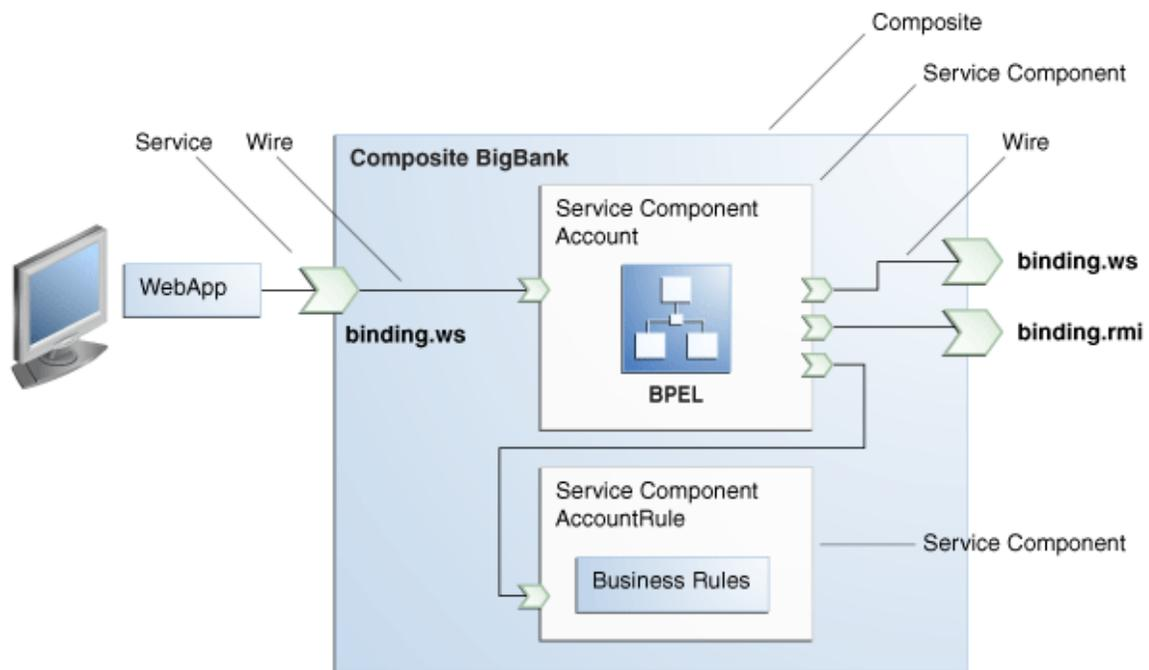 Composite
Service Component
Service
Wire
Wire
Composite BigBank
Service Component
Account
WebApp
binding.ws
binding.ws
binding.rmi
BPEL
Service Component
AccountRule
Service Component
Business Rules